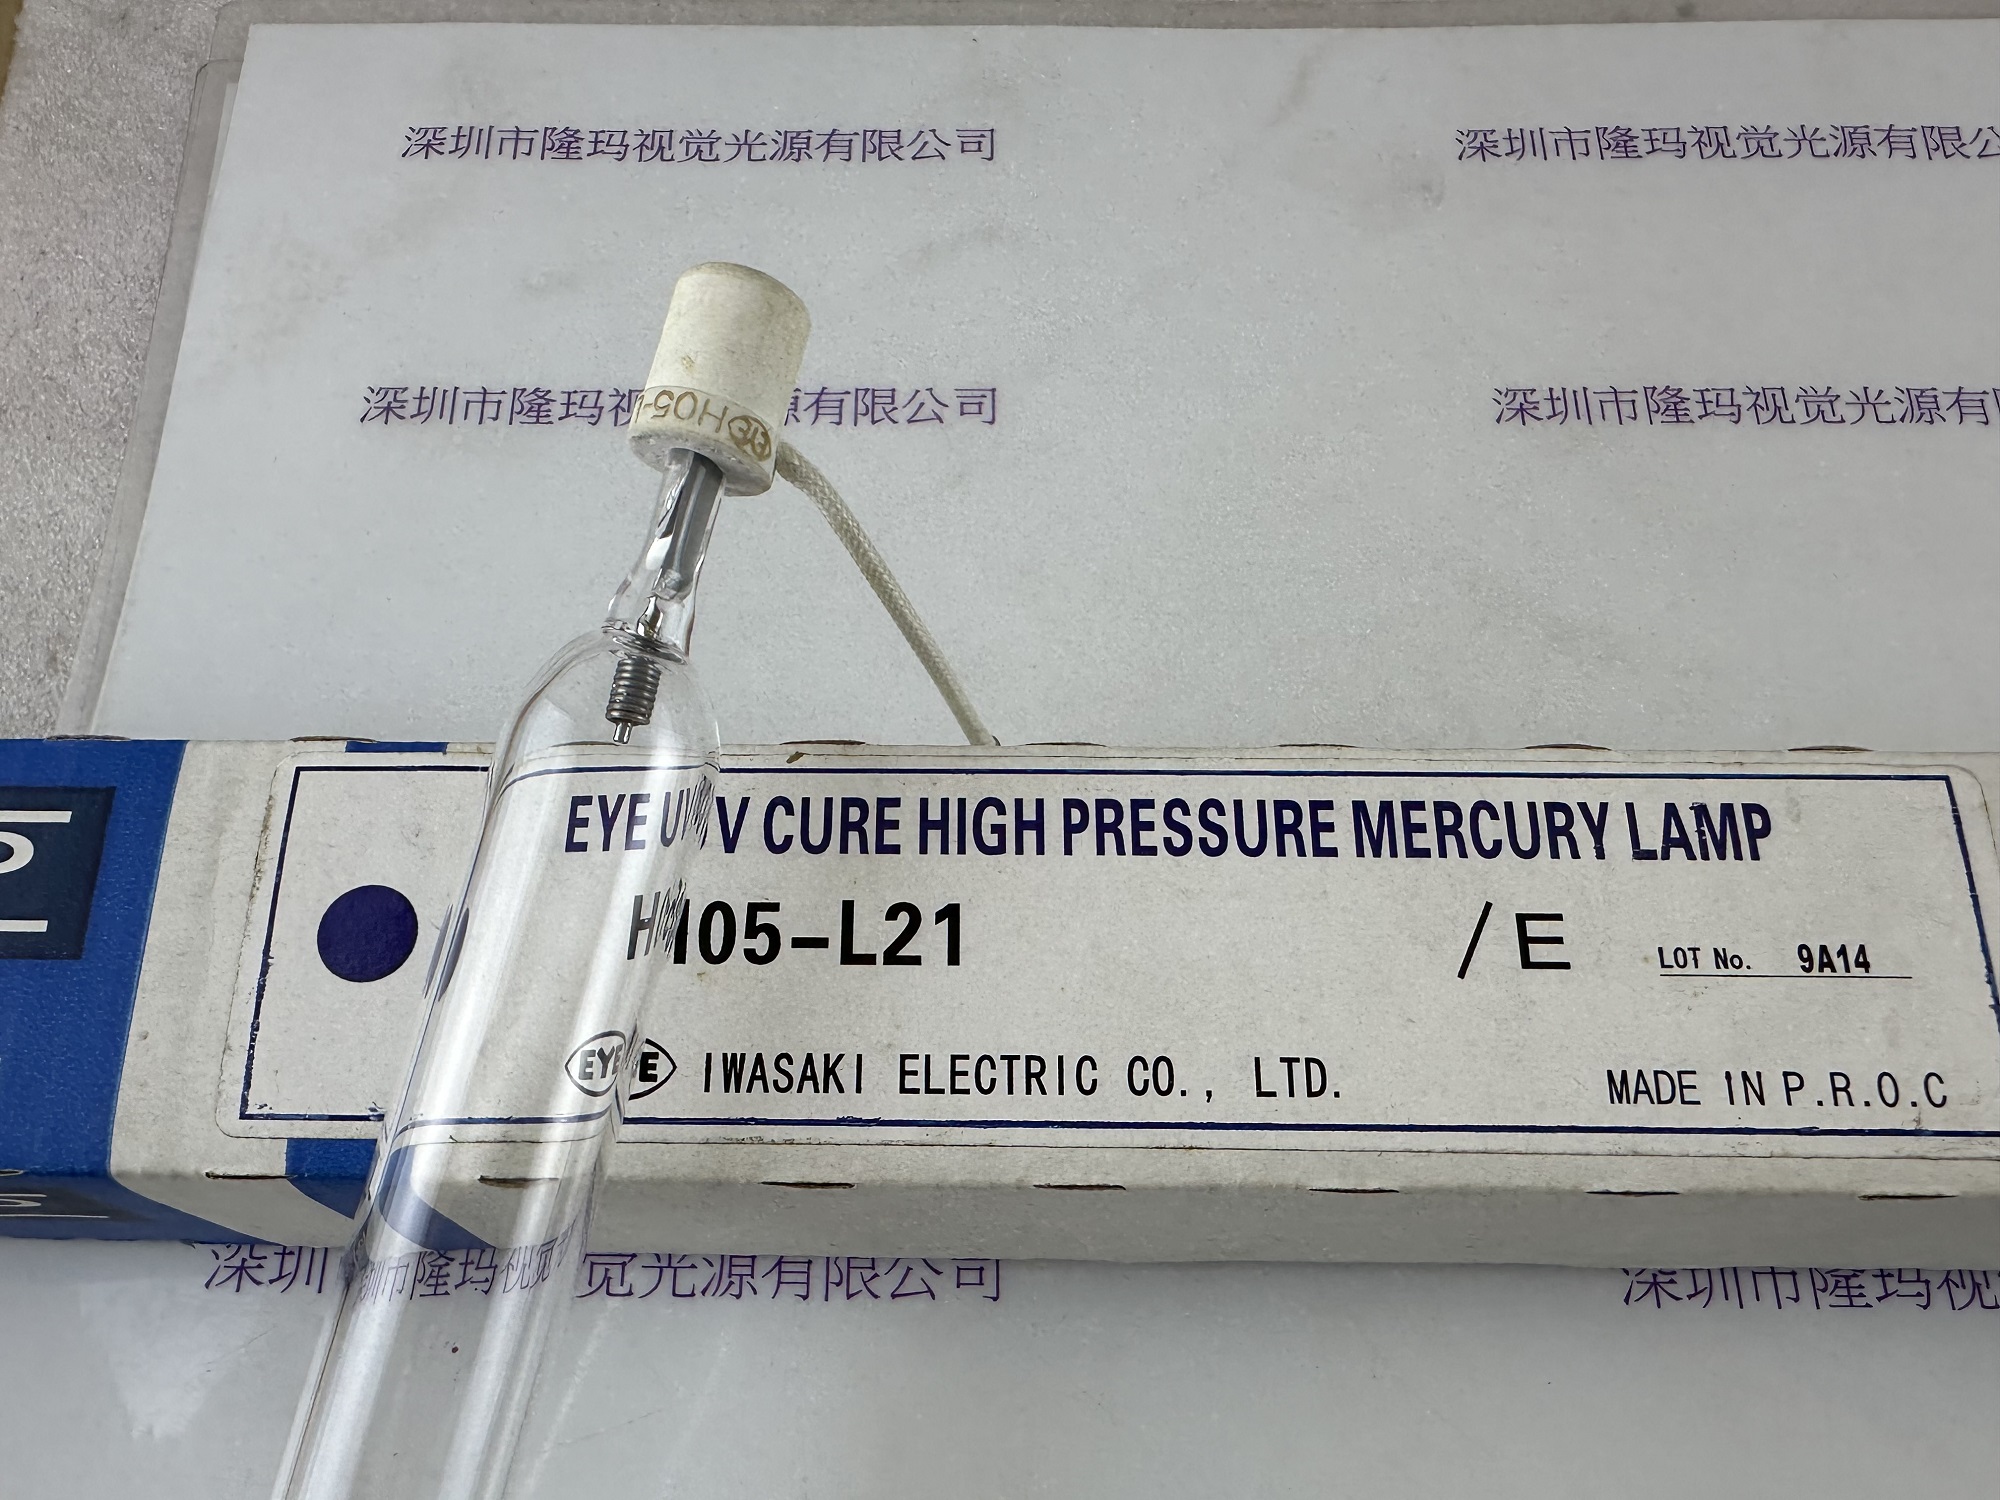 深圳市隆玛视觉光源有限公司
深圳市隆玛视觉光源有限公
深圳市隆玛视 源有限公司
深圳市隆玛视觉光源有
EYE H05-
EYE UV CURE HIGH PRESSURE MERCURY LAMP
H05-L21 /E LOT No. 9A14
EYE IWASAKI ELECTRIC CO., LTD. MADE IN P.R.O.C
深圳市隆玛视觉光源有限公司
深圳市隆玛视